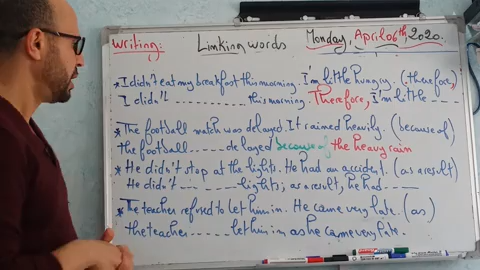 Writing: Linking words Monday, April 06th, 2020.
* I didn't eat my breakfast this morning. I'm little hungry. (therefore,)
I didn't _ _ _ _ _ _ _ _ _ this morning. Therefore, I'm little _ _ _
* The football match was delayed. It rained heavily. (because of)
the football _ _ _ _ _ delayed because of the heavy rain
* He didn't stop at the lights. He had an accident. (as a result)
He didn't _ _ _ _ _ _ lights; as a result, he had _ _ _ _
* The teacher refused to let him in. He came very late. (as)
the teacher _ _ _ _ _ let him in as he came very late.